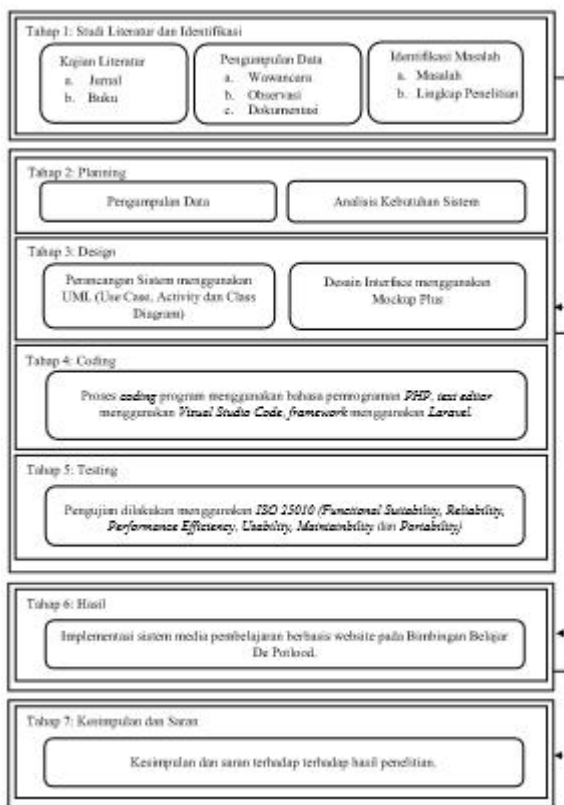 Tahap 1: Studi Literatur dan Identifikasi
Kajian Literatur
a. Jurnal
b. Buku
Pengumpulan Data
a. Wawancara
b. Observasi
c. Dokumentasi
Identifikasi Masalah
a. Masalah
b. Lingkup Penelitian
Tahap 2: Planning
Pengumpulan Data
Analisis Kebutuhan Sistem
Tahap 3: Design
Perancangan Sistem menggunakan
UML (Use Case, Activity dan Class
Diagram)
Desain Interface menggunakan
Mockup Plus
Tahap 4: Coding
Proses coding program menggunakan bahasa pemrograman PHP, text editor
menggunakan Visual Studio Code, framework menggunakan Laravel.
Tahap 5: Testing
Pengujian dilakukan menggunakan ISO 25010 (Functional Suitability, Reliability,
Performance Efficiency, Usability, Maintainbility dan Portability)
Tahap 6: Hasil
Implementasi sistem media pembelajaran berbasis website pada Bimbingan Belajar
De Potlood.
Tahap 7: Kesimpulan dan Saran
Kesimpulan dan saran terhadap terhadap hasil penelitian.